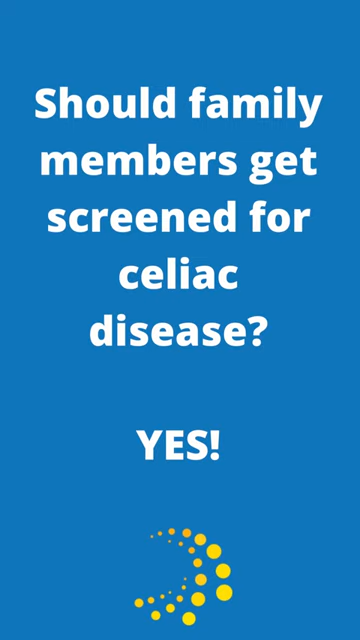 Should family
members get
screened for
celiac
disease?
YES!